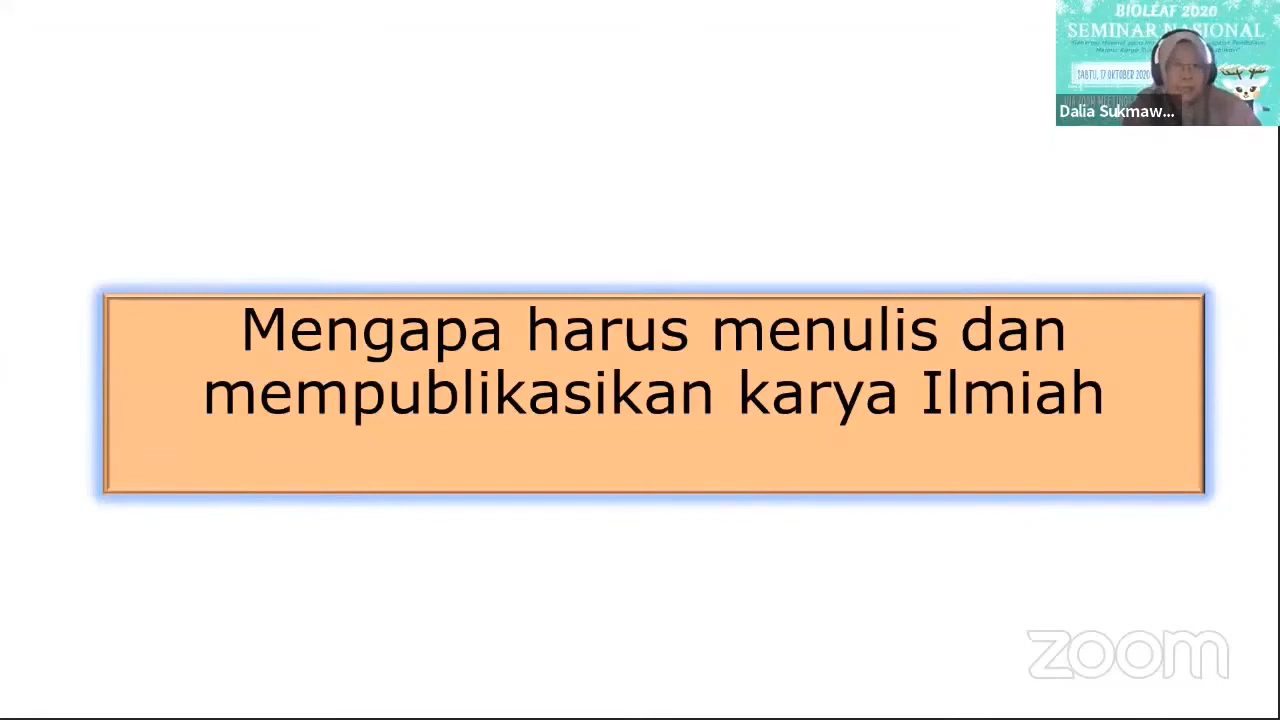 BIOLEAF 2020
SEMINAR NASIONAL
SABTU, 17 OKTOBER 2020
Dalia Sukmaw...
Mengapa harus menulis dan
mempublikasikan karya Ilmiah
zoom